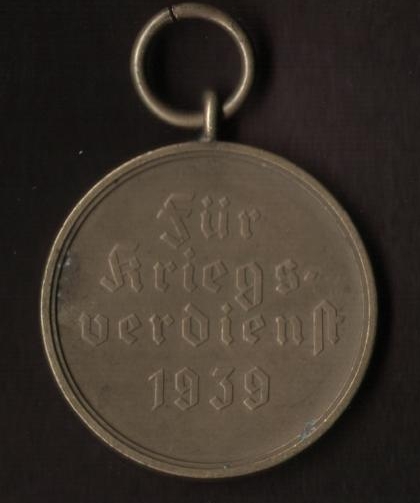 Für
Kriegs-
verdienst
1939